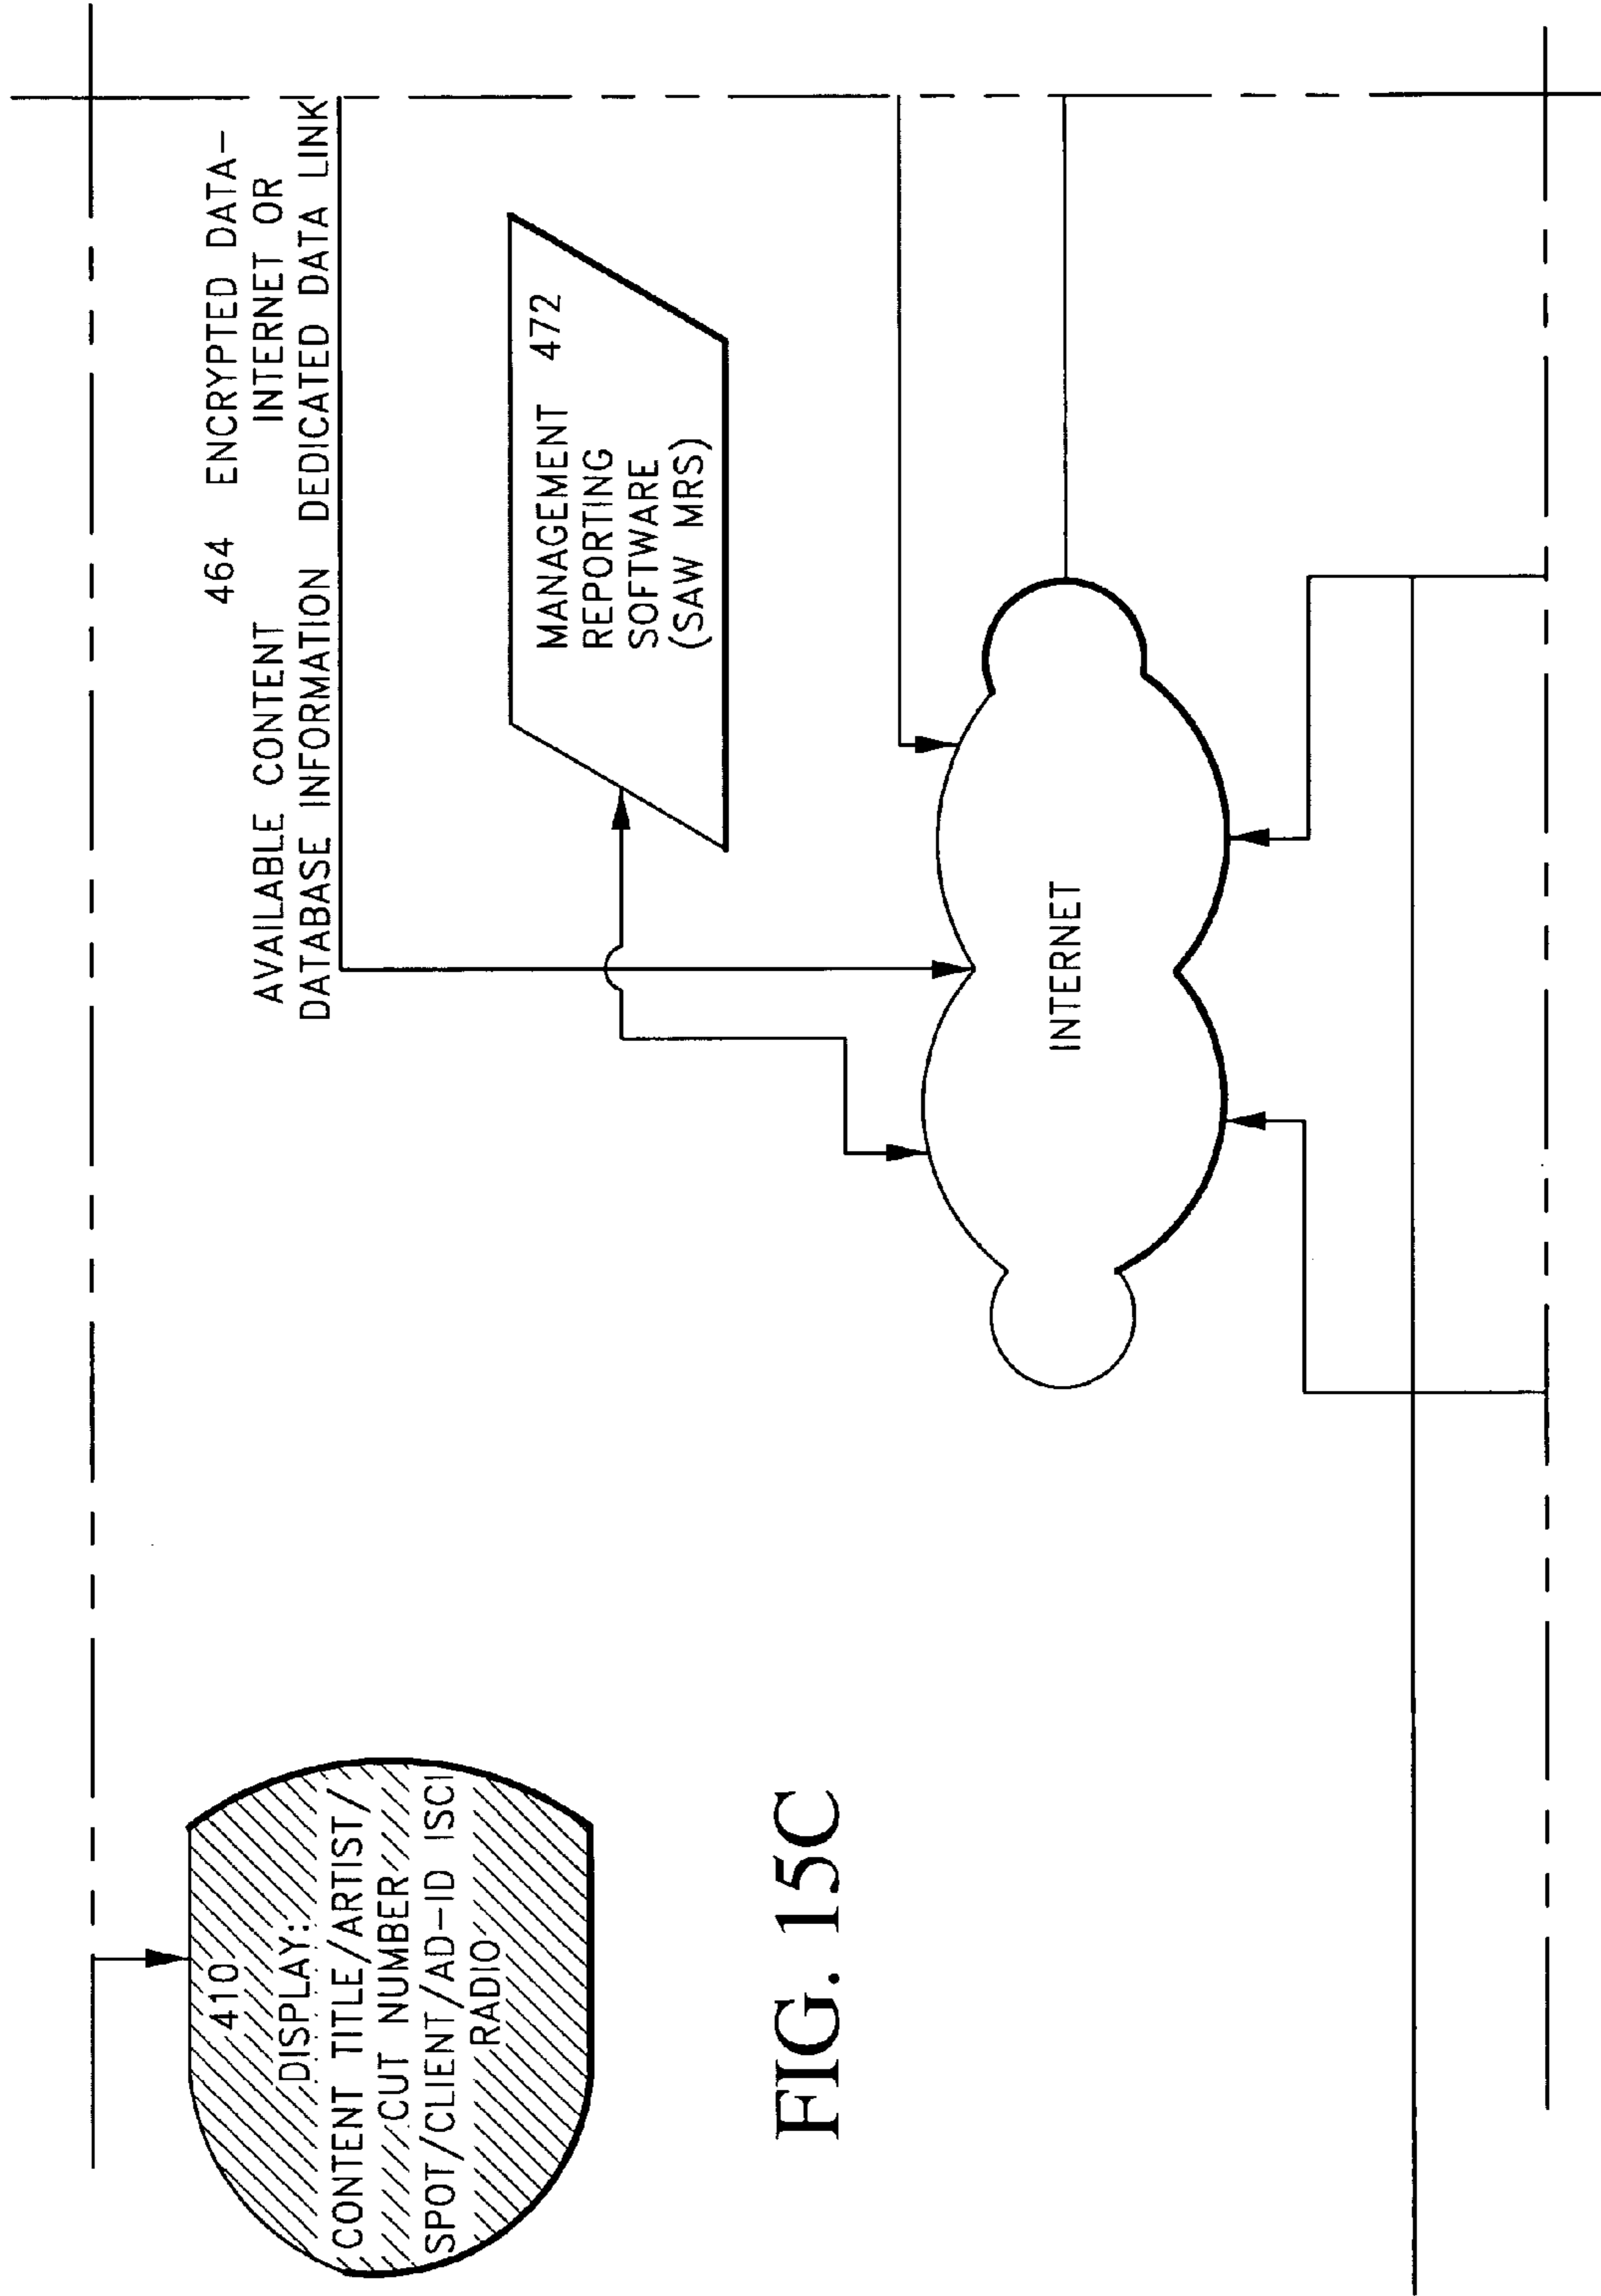 410
DISPLAY:
CONTENT TITLE/ARTIST/
CUT NUMBER
SPOT/CLIENT/AD-ID ISCI
RADIO
464 ENCRYPTED DATA-
AVAILABLE CONTENT INTERNET OR
DATABASE INFORMATION DEDICATED DATA LINK
MANAGEMENT 472
REPORTING
SOFTWARE
(SAW MRS)
INTERNET
FIG. 15C